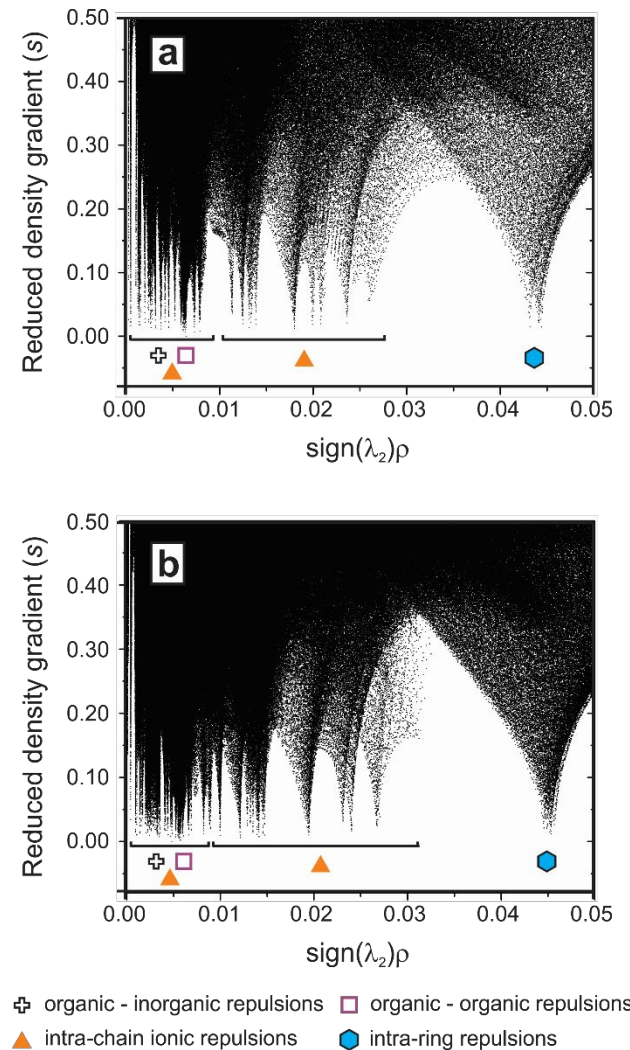 a
0.50
0.40
0.30
0.20
0.10
0.00
Reduced density gradient (s)
0.00 0.01 0.02 0.03 0.04 0.05
sign(λ₂)ρ
b
0.50
0.40
0.30
0.20
0.10
0.00
Reduced density gradient (s)
0.00 0.01 0.02 0.03 0.04 0.05
sign(λ₂)ρ
organic - inorganic repulsions organic - organic repulsions
intra-chain ionic repulsions intra-ring repulsions